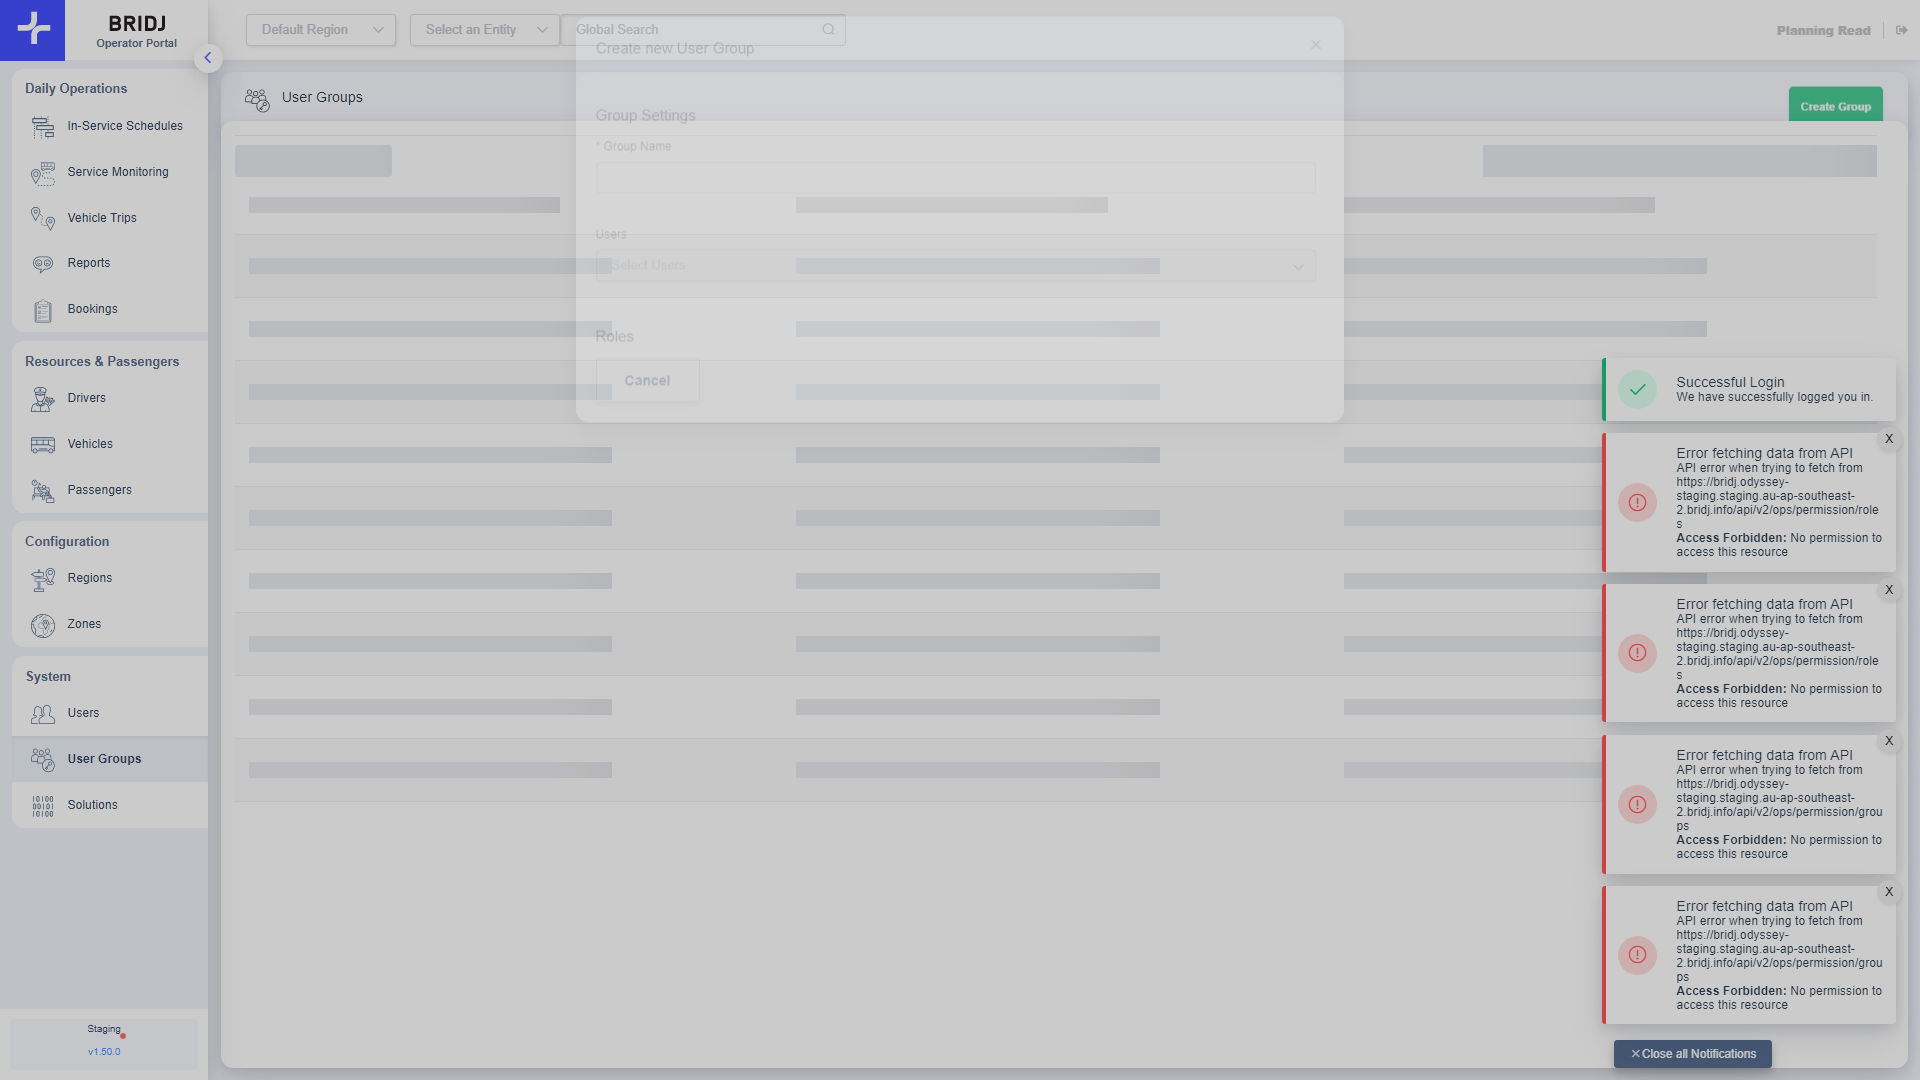 BRIDJ
Operator Portal
Default Region
Select an Entity
Global Search
Planning Read
Daily Operations
In-Service Schedules
Service Monitoring
Vehicle Trips
Reports
Bookings
Resources & Passengers
Drivers
Vehicles
Passengers
Configuration
Regions
Zones
System
Users
User Groups
Solutions
10100
00101
10100
Staging
v1.50.0
User Groups
Create Group
Create new User Group
Group Settings
* Group Name
Users
Select Users
Roles
Cancel
Successful Login
We have successfully logged you in.
X
Error fetching data from API
API error when trying to fetch from
https://bridj.odyssey-
staging.staging.au-ap-southeast-
2.bridj.info/api/v2/ops/permission/role
s
Access Forbidden: No permission to
access this resource
X
Error fetching data from API
API error when trying to fetch from
https://bridj.odyssey-
staging.staging.au-ap-southeast-
2.bridj.info/api/v2/ops/permission/role
s
Access Forbidden: No permission to
access this resource
X
Error fetching data from API
API error when trying to fetch from
https://bridj.odyssey-
staging.staging.au-ap-southeast-
2.bridj.info/api/v2/ops/permission/grou
ps
Access Forbidden: No permission to
access this resource
X
Error fetching data from API
API error when trying to fetch from
https://bridj.odyssey-
staging.staging.au-ap-southeast-
2.bridj.info/api/v2/ops/permission/grou
ps
Access Forbidden: No permission to
access this resource
Close all Notifications